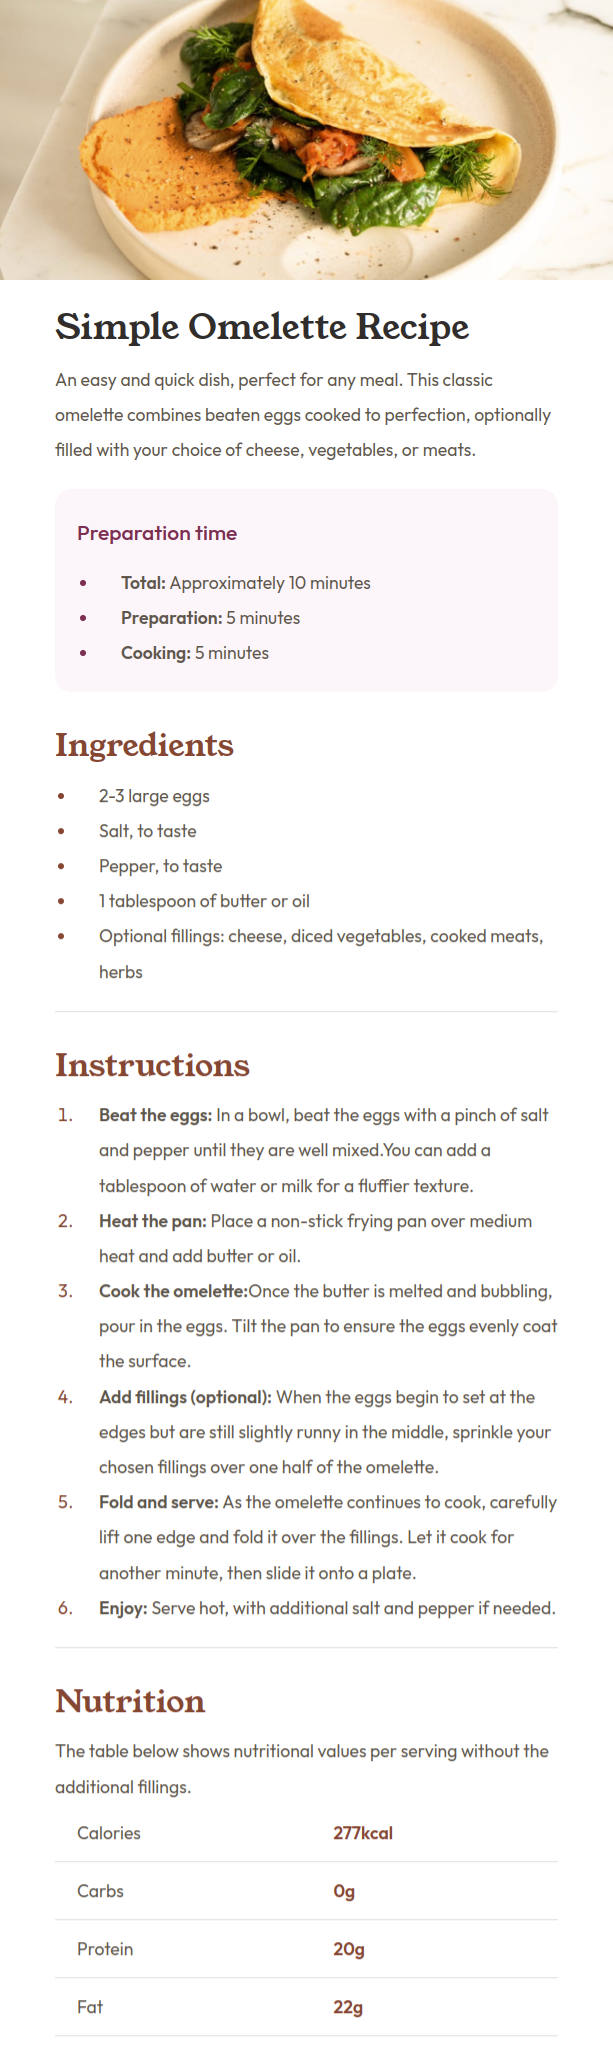 Simple Omelette Recipe
An easy and quick dish, perfect for any meal. This classic
omelette combines beaten eggs cooked to perfection, optionally
filled with your choice of cheese, vegetables, or meats.
Preparation time
• Total: Approximately 10 minutes
• Preparation: 5 minutes
• Cooking: 5 minutes
Ingredients
• 2-3 large eggs
• Salt, to taste
• Pepper, to taste
• 1 tablespoon of butter or oil
• Optional fillings: cheese, diced vegetables, cooked meats,
herbs
Instructions
1. Beat the eggs: In a bowl, beat the eggs with a pinch of salt
and pepper until they are well mixed.You can add a
tablespoon of water or milk for a fluffier texture.
2. Heat the pan: Place a non-stick frying pan over medium
heat and add butter or oil.
3. Cook the omelette:Once the butter is melted and bubbling,
pour in the eggs. Tilt the pan to ensure the eggs evenly coat
the surface.
4. Add fillings (optional): When the eggs begin to set at the
edges but are still slightly runny in the middle, sprinkle your
chosen fillings over one half of the omelette.
5. Fold and serve: As the omelette continues to cook, carefully
lift one edge and fold it over the fillings. Let it cook for
another minute, then slide it onto a plate.
6. Enjoy: Serve hot, with additional salt and pepper if needed.
Nutrition
The table below shows nutritional values per serving without the
additional fillings.
Calories 277kcal
Carbs 0g
Protein 20g
Fat 22g